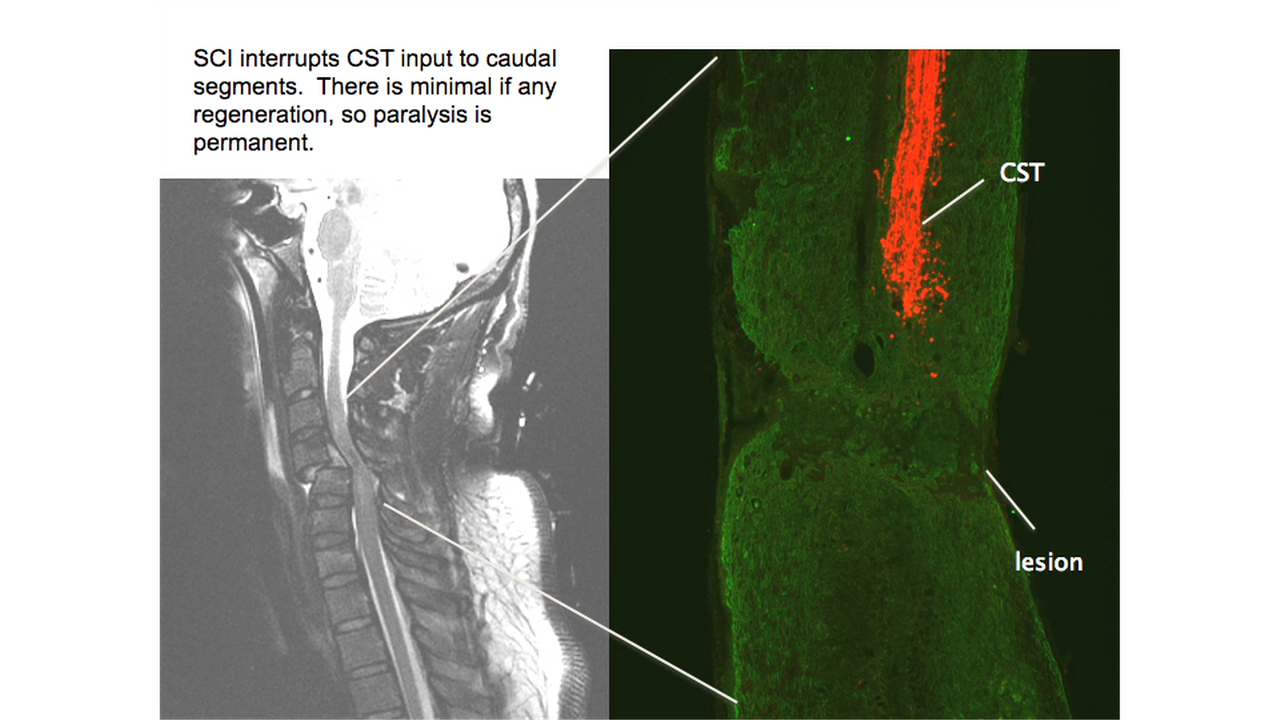 SCI interrupts CST input to caudal
segments.  There is minimal if any
regeneration, so paralysis is
permanent.
CST
lesion